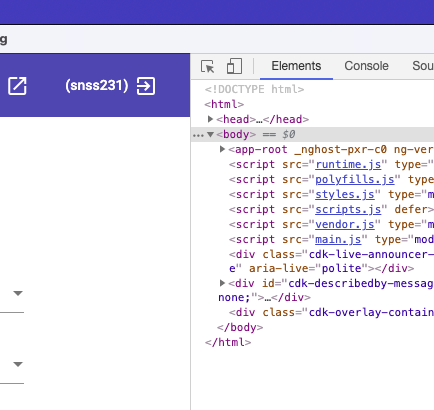 g
(snss231)
Elements Console Sou
<!DOCTYPE html>
<html>
<head>…</head>
…<body> == $0
<app-root _nghost-pxr-c0 ng-ver
<script src="runtime.js" type="
<script src="polyfills.js" type
<script src="styles.js" type="m
<script src="scripts.js" defer>
<script src="vendor.js" type="m
<script src="main.js" type="mod
<div class="cdk-live-announcer-
e" aria-live="polite"></div>
<div id="cdk-describedby-messag
none;">…</div>
<div class="cdk-overlay-contain
</body>
</html>